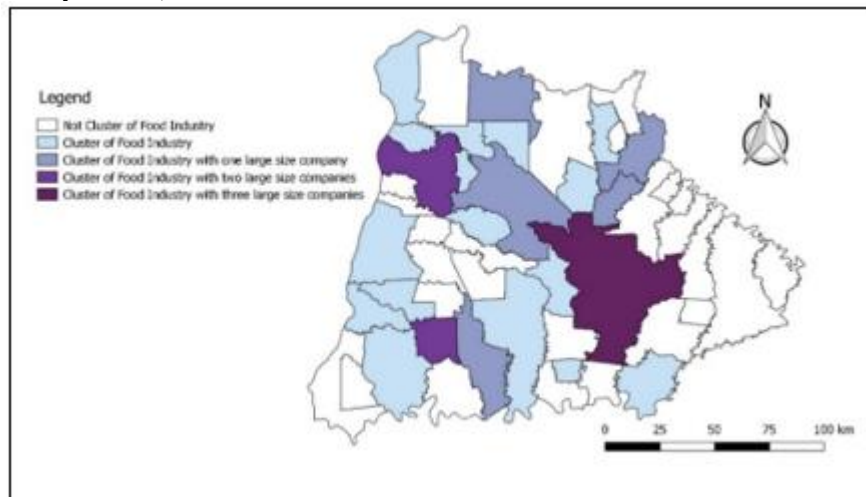 Legend
Not Cluster of Food Industry
Cluster of Food Industry
Cluster of Food Industry with one large size company
Cluster of Food Industry with two large size companies
Cluster of Food Industry with three large size companies
N
0 25 50 75 100 km